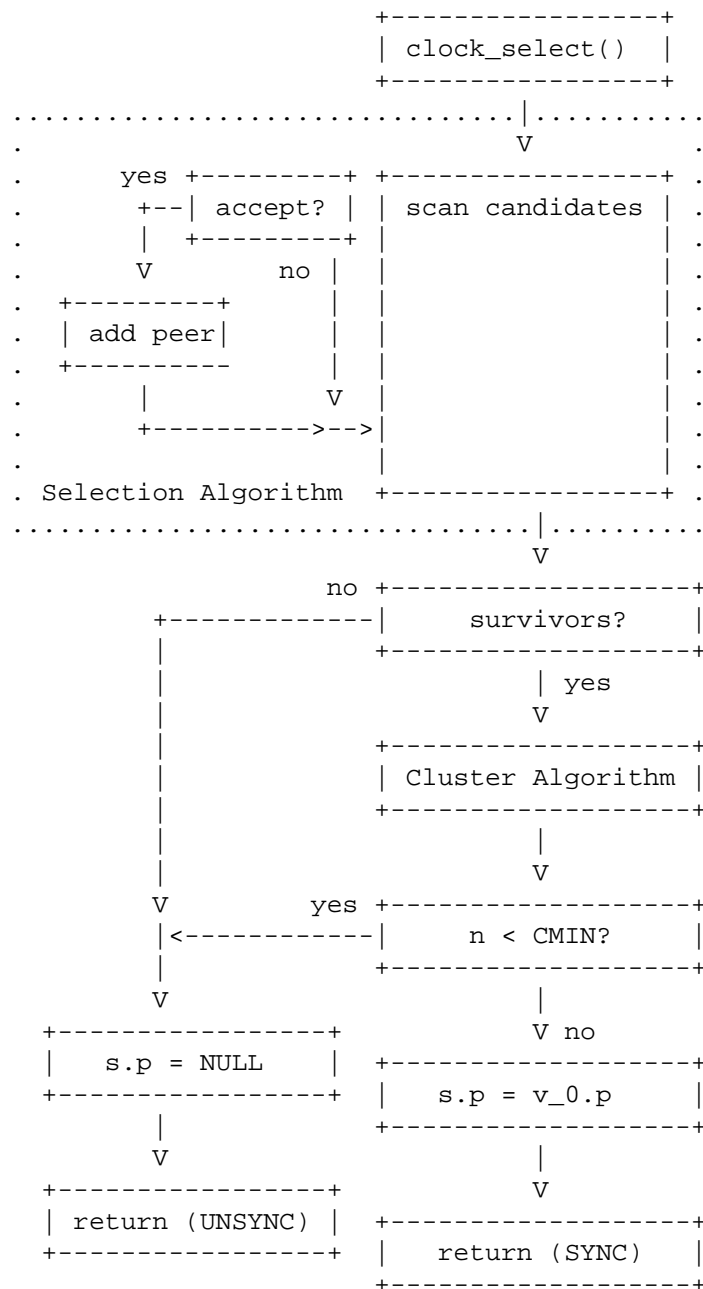 clock_select()
V
yes
accept? scan candidates
V no
add peer
V
Selection Algorithm
V
no
survivors?
yes
V
Cluster Algorithm
V
V yes
n < CMIN?
V
V no
s.p = NULL
s.p = v_0.p
V
V
return (UNSYNC)
return (SYNC)